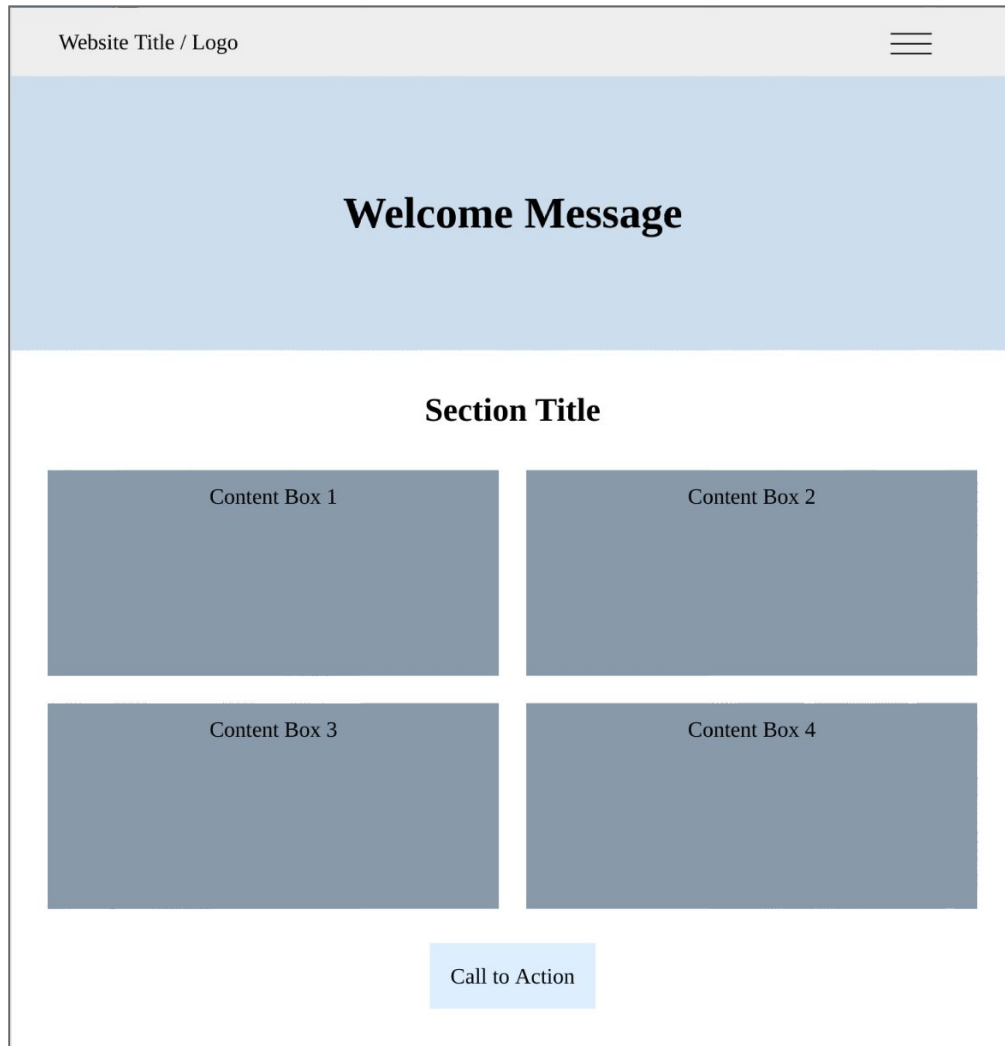 Website Title / Logo
Welcome Message
Section Title
Content Box 1
Content Box 2
Content Box 3
Content Box 4
Call to Action